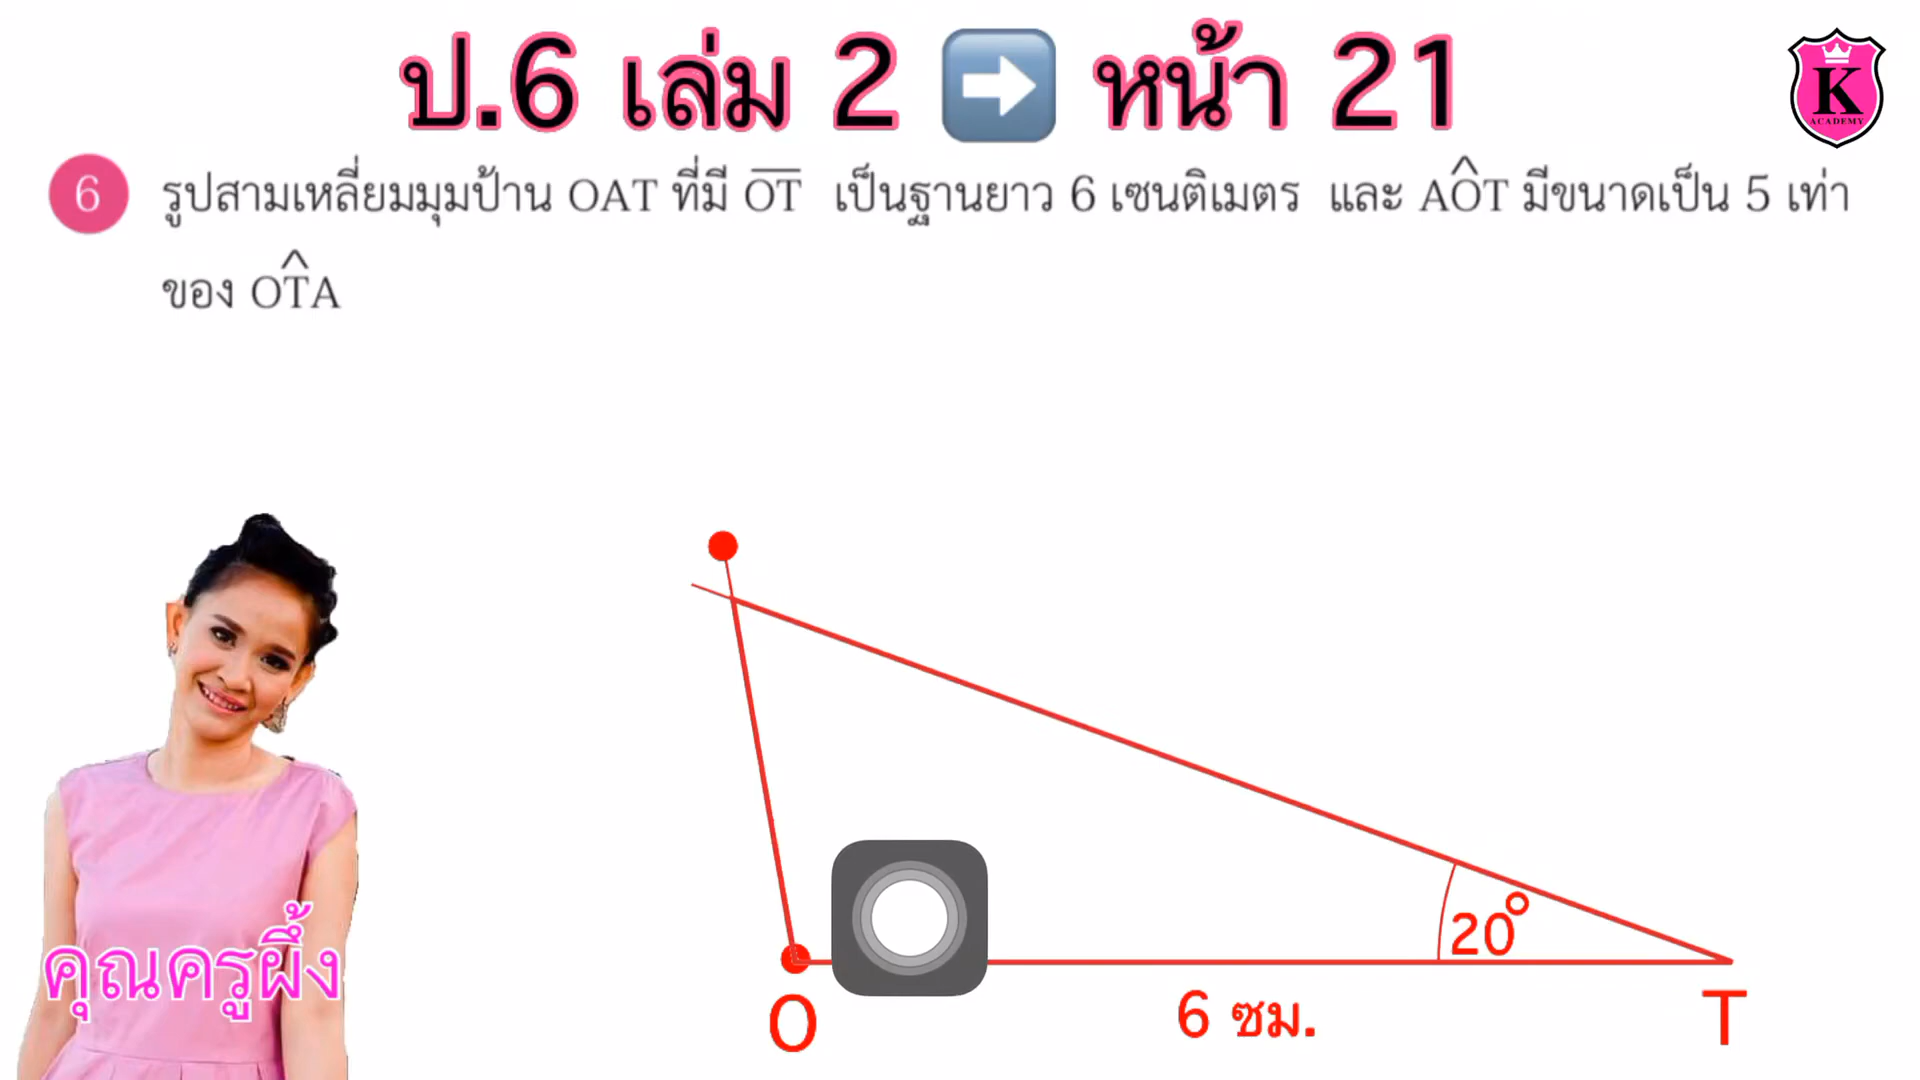 ป.6 เล่ม 2 ➡ หน้า 21
K
ACADEMY
6 รูปสามเหลี่ยมมุมป้าน OAT ที่มี O̅T̅ เป็นฐานยาว 6 เซนติเมตร และ AÔT มีขนาดเป็น 5 เท่า
ของ OT̂A
20°
คุณครูผึ้ง
O
6 ซม.
T